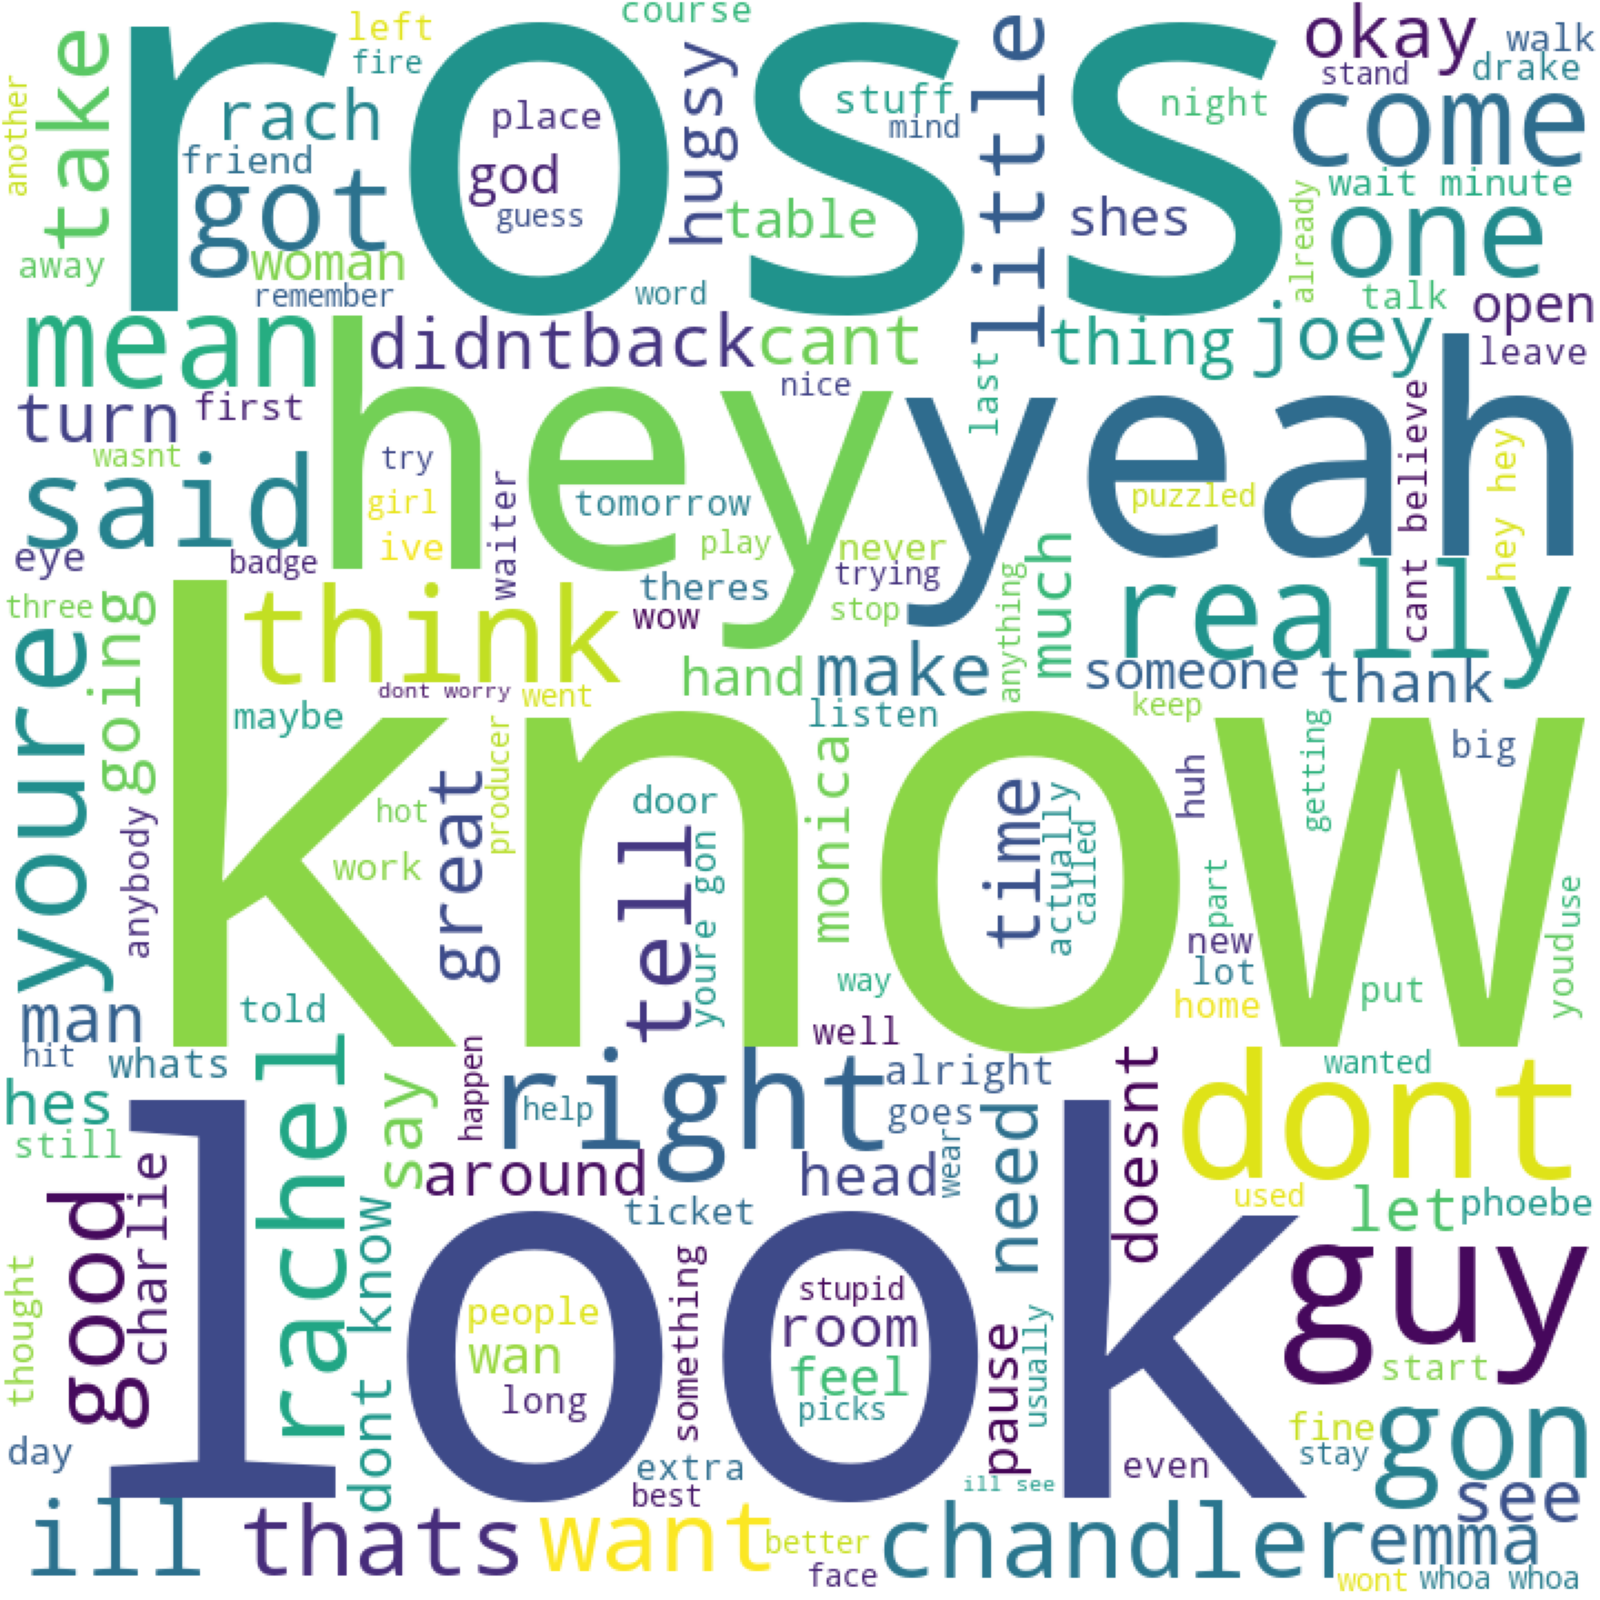 course
left
okay
walk
ross
take
fire
hugsy
little
stand
drake
another
rach
place
stuff
mind
night
come
friend
god
got
guess
table
shes
already
wait minute
one
away
woman
remember
word
talk
open
mean
didnt
back
cant
thing
joey
leave
nice
last
turn
first
hey
yeah
cant believe
wasnt
try
said
girl
waiter
tomorrow
puzzled
hey hey
eye
badge
ive
play
never
trying
much
three
going
think
theres
wow
stop
anything
really
youre
dont worry
went
hand
make
someone
thank
maybe
listen
keep
know
producer
monica
getting
big
anybody
hot
great
door
time
huh
work
tell
youre gon
actually
called
part
use
new
man
told
way
lot
home
put
youd
hit
whats
well
happen
right
alright
wanted
hes
rachel
say
help
goes
need
doesnt
dont
still
charlie
around
head
wear
used
let
phoebe
look
good
dont know
ticket
guy
thought
people
something
stupid
room
pause
usually
wan
feel
start
long
picks
day
fine
gon
extra
even
stay
best
ill see
see
ill
thats
want
better
chandler
emma
face
wont
whoa whoa